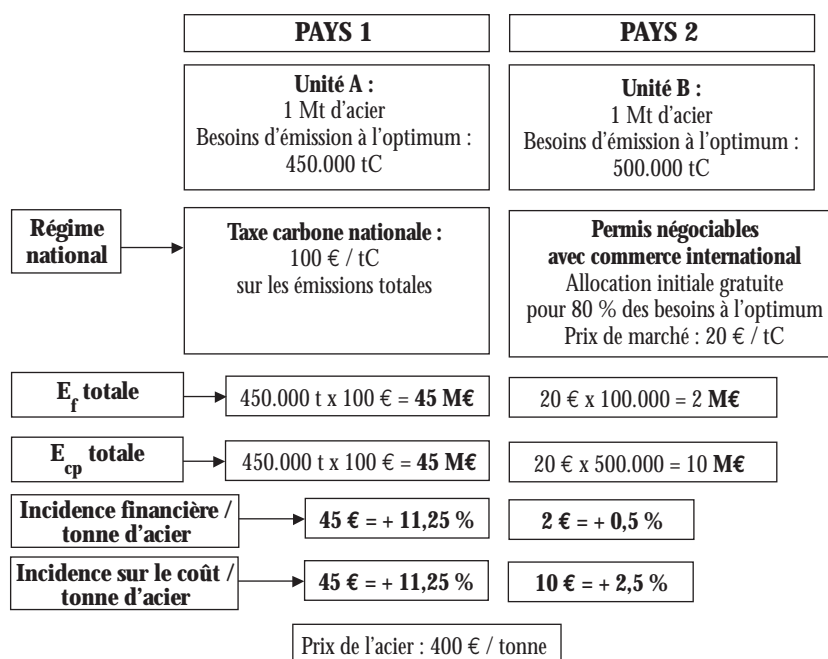 PAYS 1
PAYS 2
Unité A :
1 Mt d'acier
Besoins d'émission à l'optimum :
450.000 tC
Unité B :
1 Mt d'acier
Besoins d'émission à l'optimum :
500.000 tC
Régime
national
Taxe carbone nationale :
100 € / tC
sur les émissions totales
Permis négociables
avec commerce international
Allocation initiale gratuite
pour 80 % des besoins à l'optimum
Prix de marché : 20 € / tC
E_f totale
450.000 t x 100 € = 45 M€
20 € x 100.000 = 2 M€
E_cp totale
450.000 t x 100 € = 45 M€
20 € x 500.000 = 10 M€
Incidence financière /
tonne d'acier
45 € = + 11,25 %
2 € = + 0,5 %
Incidence sur le coût /
tonne d'acier
45 € = + 11,25 %
10 € = + 2,5 %
Prix de l'acier : 400 € / tonne